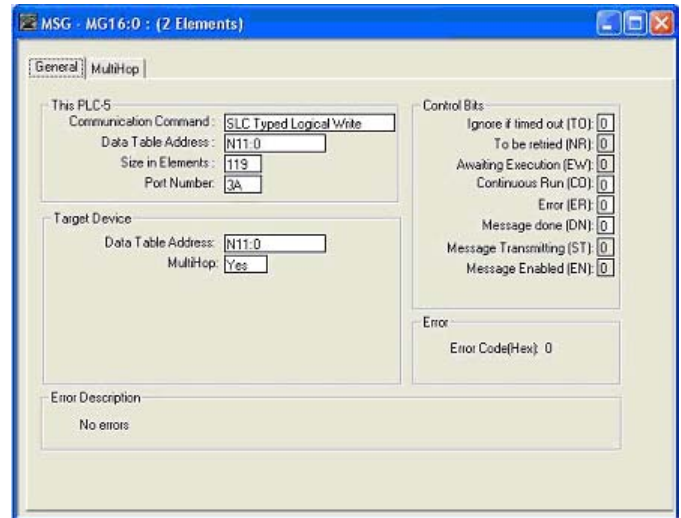 MSG - MG16:0 : (2 Elements)
General MultiHop
This PLC-5
Communication Command : SLC Typed Logical Write
Data Table Address : N11:0
Size in Elements : 119
Port Number: 3A
Target Device
Data Table Address: N11:0
MultiHop: Yes
Control Bits
Ignore if timed out (TO): 0
To be retried (NR): 0
Awaiting Execution (EW): 0
Continuous Run (CO): 0
Error (ER): 0
Message done (DN): 0
Message Transmitting (ST): 0
Message Enabled (EN): 0
Error
Error Code(Hex): 0
Error Description
No errors